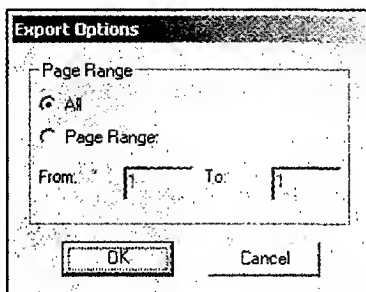 Export Options
Page Range
All
Page Range:
From: 1 To: 1
OK Cancel